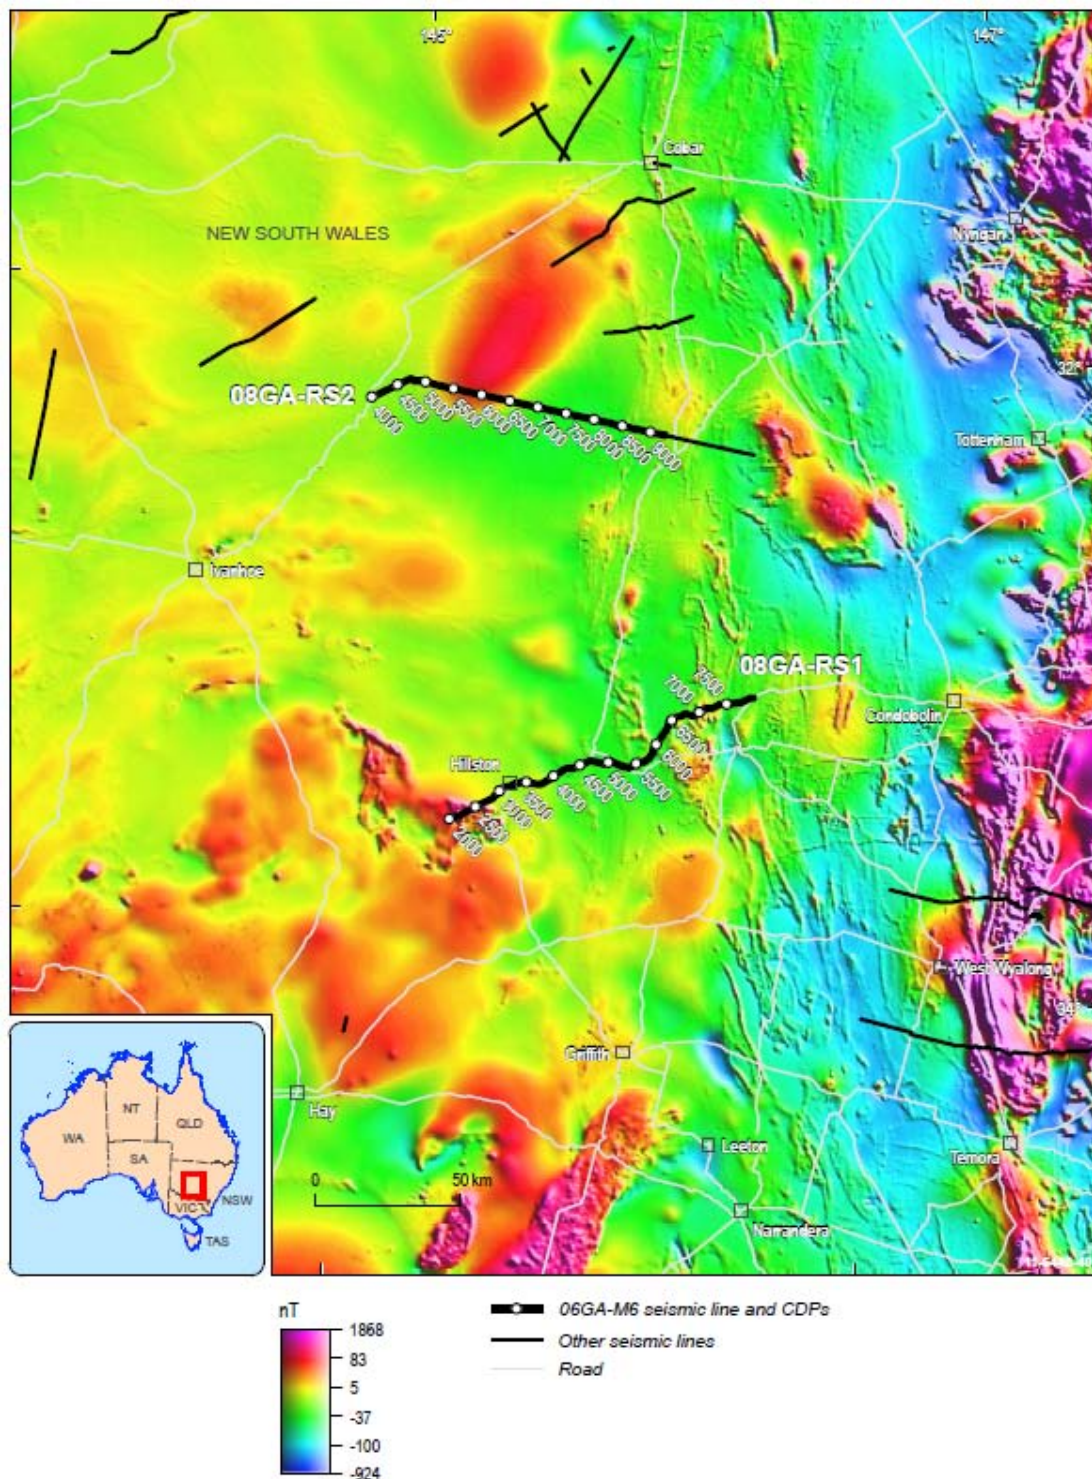 145°
147°
Cobar
NEW SOUTH WALES
Nyngan
08GA-RS2
4000
4500
5000
5500
6000
6500
7000
7500
8000
8500
9000
Tottenham
Ivanhoe
08GA-RS1
7500
7000
6500
6000
5500
5000
4500
4000
3500
3000
2500
2000
Condobolin
Hillston
West Wyalong
34°
Griffith
Hay
Leeton
Temora
Narrandera
0
50 km
WA
NT
QLD
SA
NSW
VIC
TAS
nT
1868
83
5
-37
-100
-924
06GA-M6 seismic line and CDPs
Other seismic lines
Road